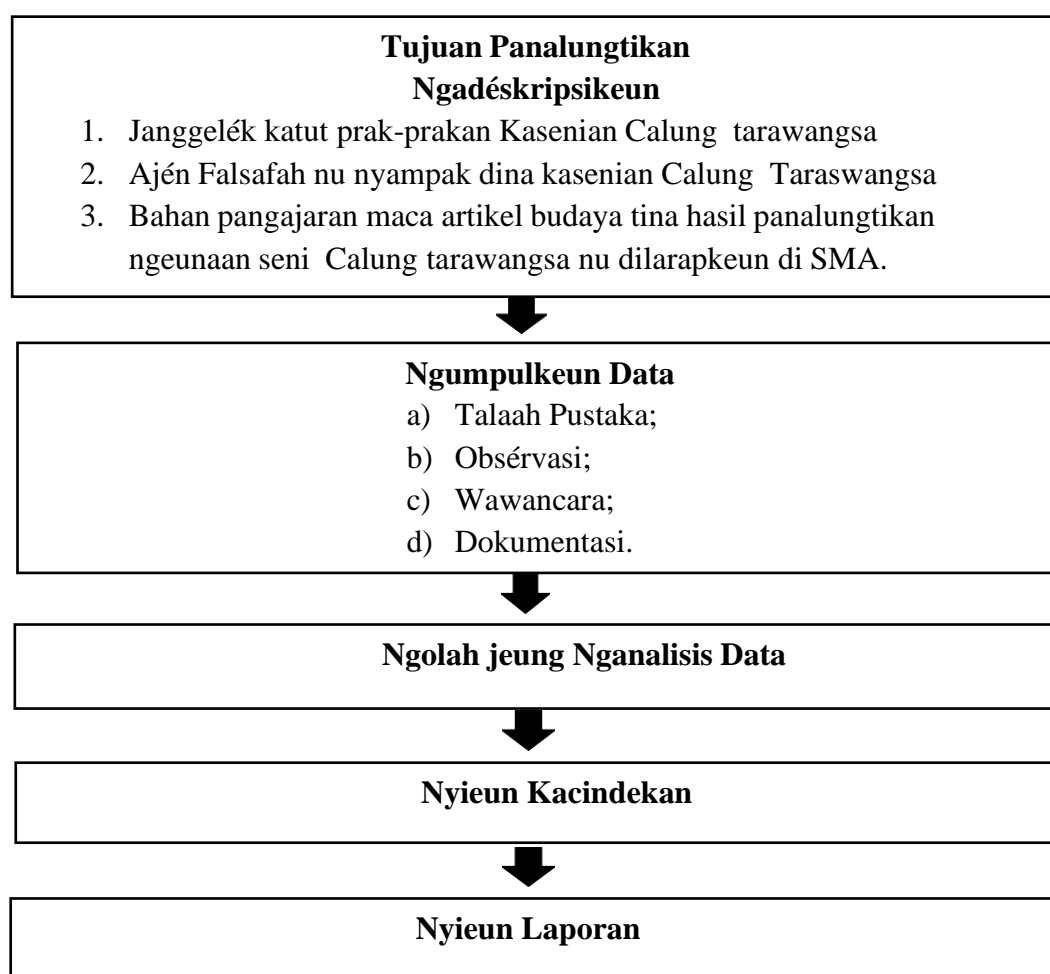 Tujuan Panalungtikan
Ngadéskripsikeun
1. Janggelék katut prak-prakan Kasenian Calung tarawangsa
2. Ajén Falsafah nu nyampak dina kasenian Calung Taraswangsa
3. Bahan pangajaran maca artikel budaya tina hasil panalungtikan
ngeunaan seni Calung tarawangsa nu dilarapkeun di SMA.
Ngumpulkeun Data
a) Talaah Pustaka;
b) Obsérvasi;
c) Wawancara;
d) Dokumentasi.
Ngolah jeung Nganalisis Data
Nyieun Kacindekan
Nyieun Laporan